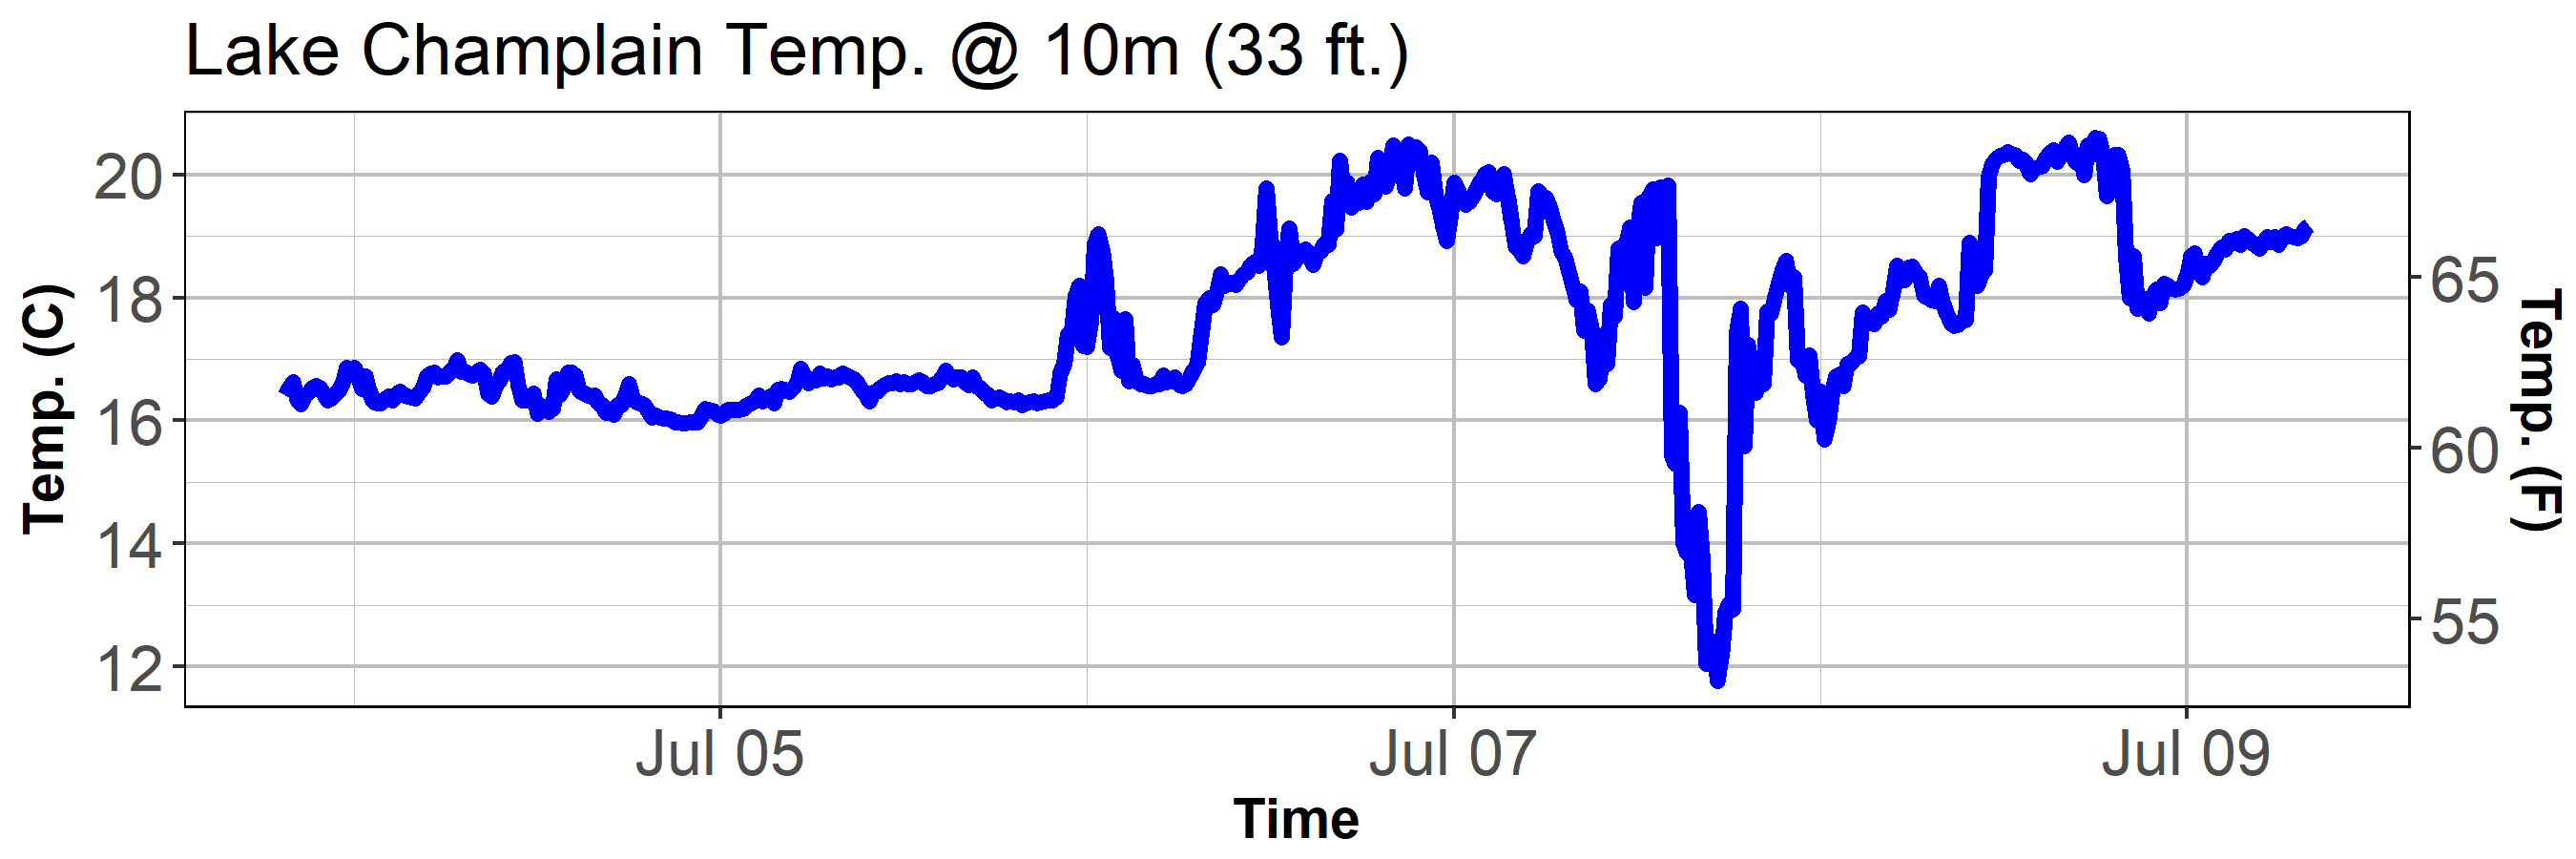 Lake Champlain Temp. @ 10m (33 ft.)
Temp. (C)
20
18
16
14
12
65
60
55
Temp. (F)
Jul 05
Jul 07
Jul 09
Time